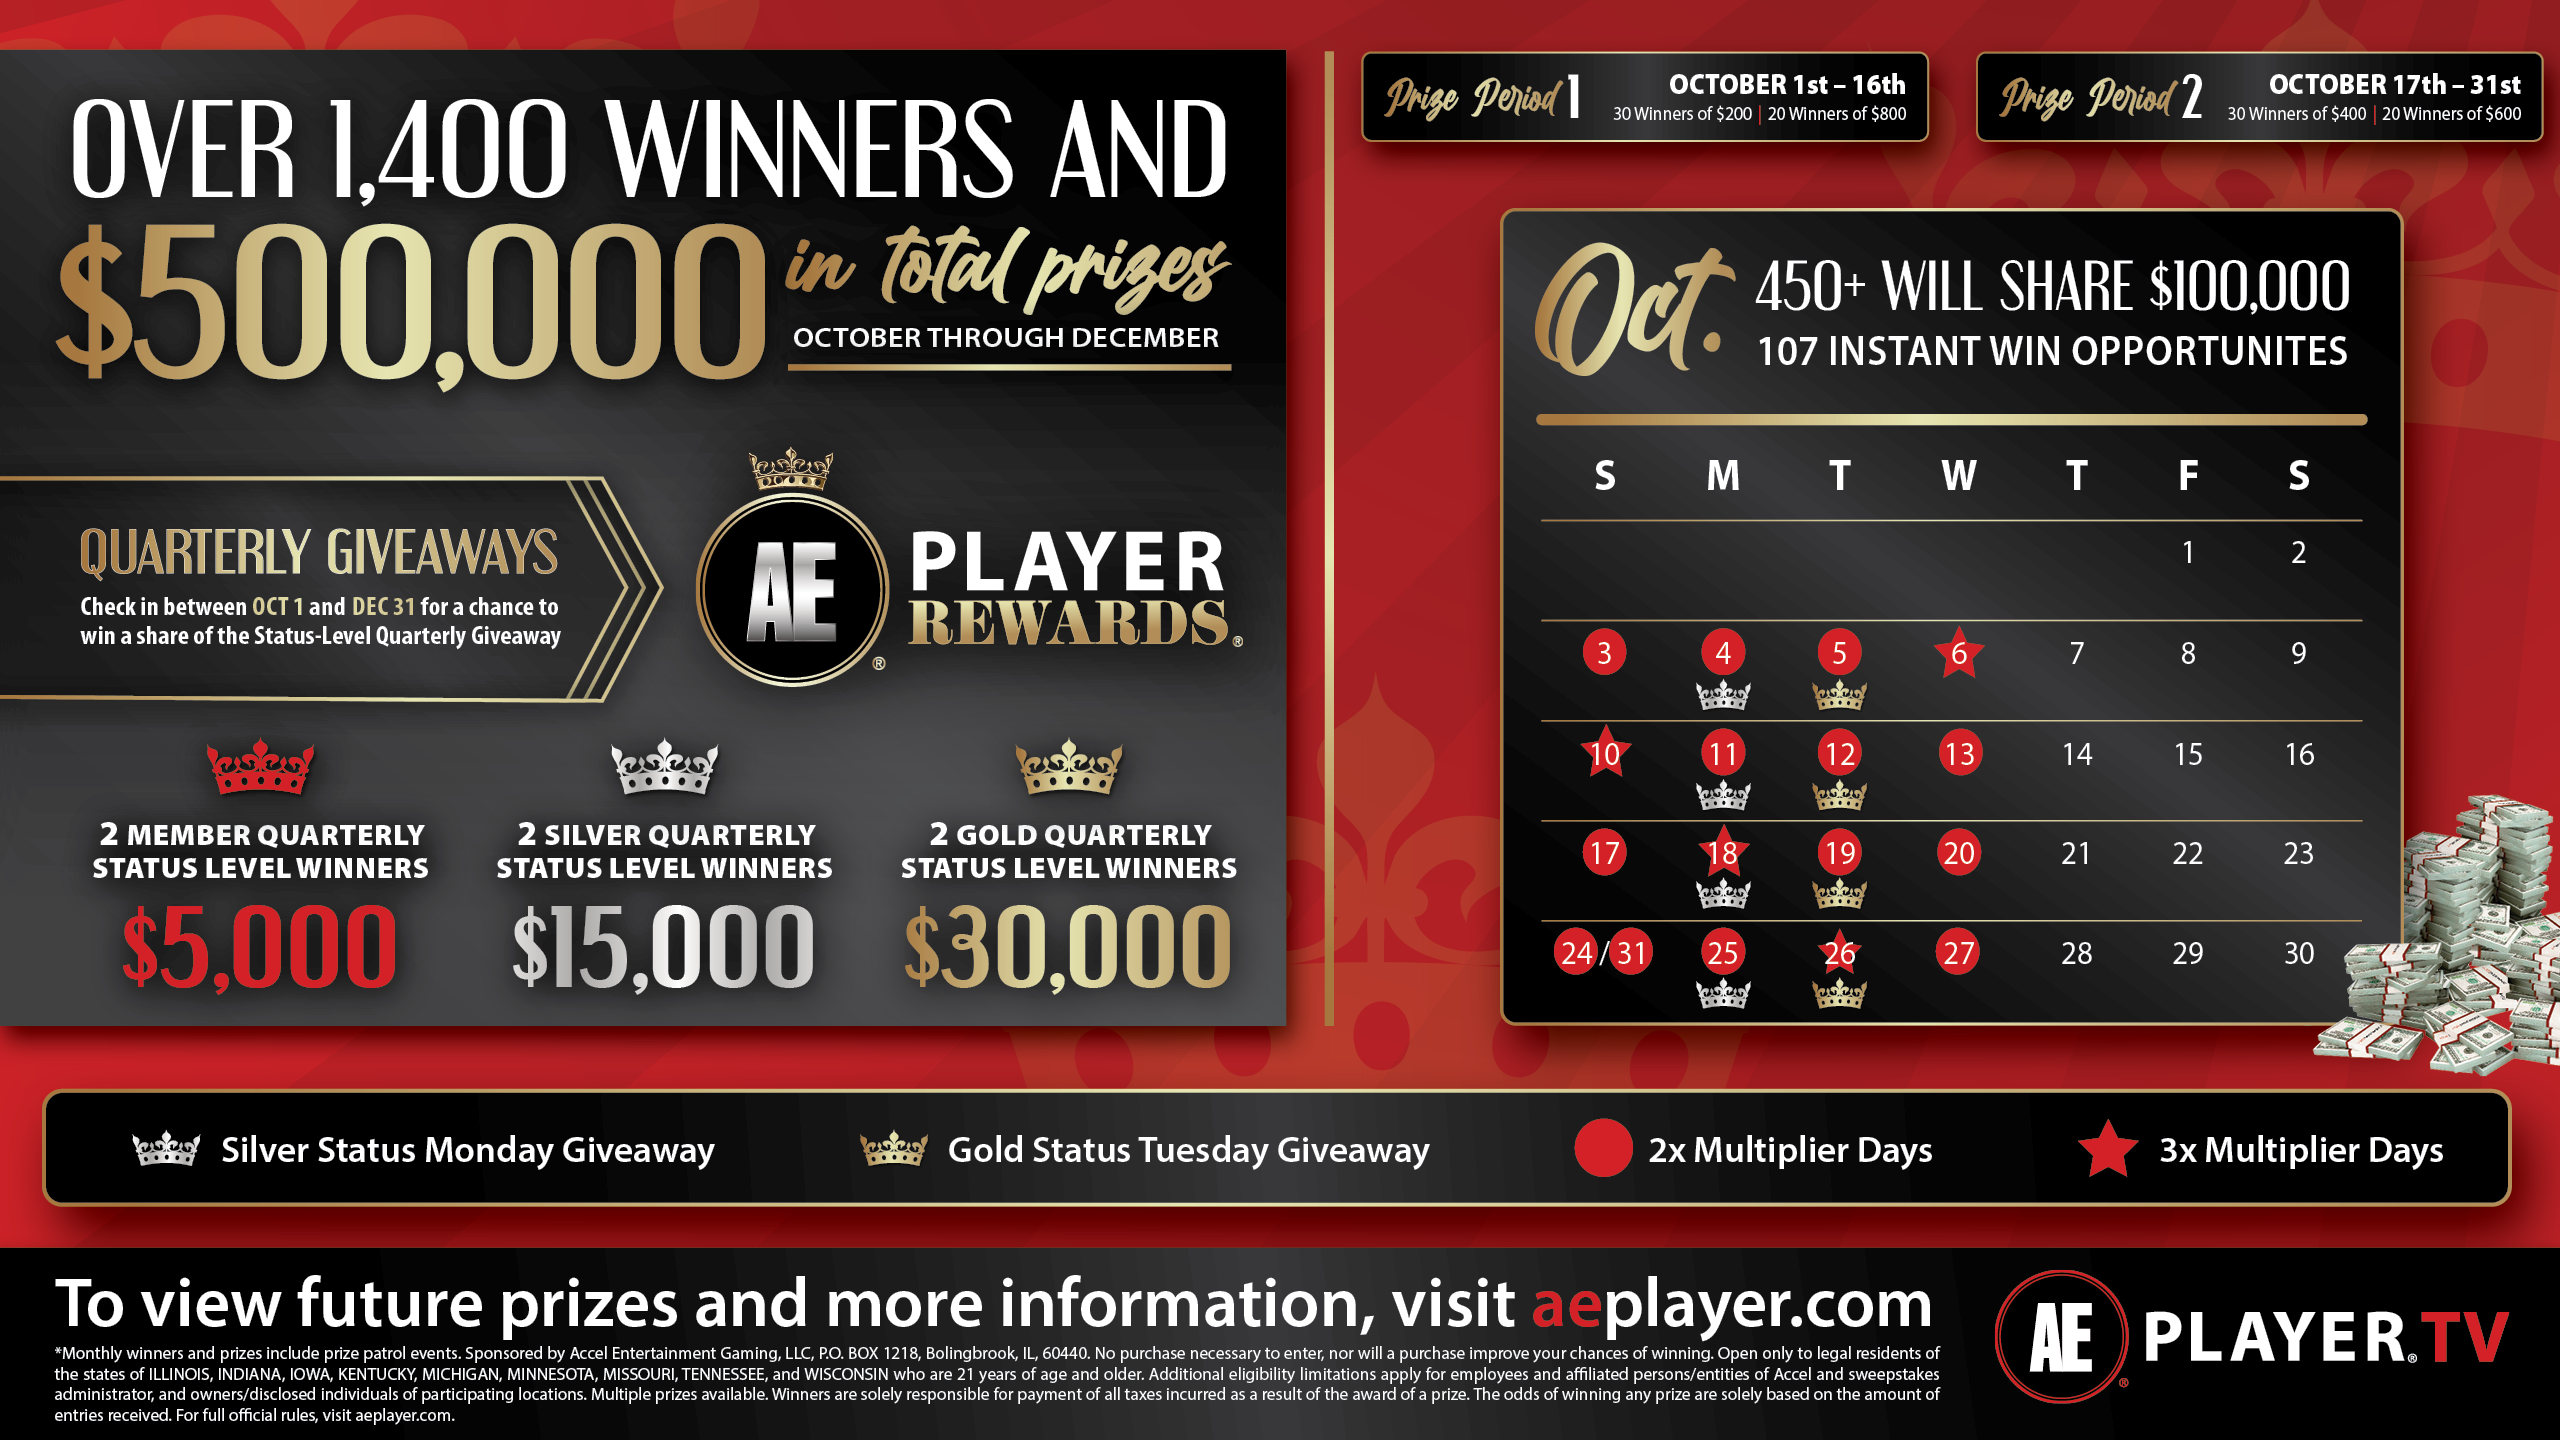 OVER 1,400 WINNERS AND
$500,000 in total prizes
OCTOBER THROUGH DECEMBER
QUARTERLY GIVEAWAYS
Check in between OCT 1 and DEC 31 for a chance to
win a share of the Status-Level Quarterly Giveaway
AE
®
PLAYER
REWARDS.®
2 MEMBER QUARTERLY
STATUS LEVEL WINNERS
$5,000
2 SILVER QUARTERLY
STATUS LEVEL WINNERS
$15,000
2 GOLD QUARTERLY
STATUS LEVEL WINNERS
$30,000
Prize Period 1
OCTOBER 1st – 16th
30 Winners of $200 | 20 Winners of $800
Prize Period 2
OCTOBER 17th – 31st
30 Winners of $400 | 20 Winners of $600
Oct.
450+ WILL SHARE $100,000
107 INSTANT WIN OPPORTUNITES
S M T W T F S
1 2
3 4 5 6 7 8 9
10 11 12 13 14 15 16
17 18 19 20 21 22 23
24/31 25 26 27 28 29 30
Silver Status Monday Giveaway
Gold Status Tuesday Giveaway
2x Multiplier Days
3x Multiplier Days
To view future prizes and more information, visit aeplayer.com
*Monthly winners and prizes include prize patrol events. Sponsored by Accel Entertainment Gaming, LLC, P.O. BOX 1218, Bolingbrook, IL, 60440. No purchase necessary to enter, nor will a purchase improve your chances of winning. Open only to legal residents of
the states of ILLINOIS, INDIANA, IOWA, KENTUCKY, MICHIGAN, MINNESOTA, MISSOURI, TENNESSEE, and WISCONSIN who are 21 years of age and older. Additional eligibility limitations apply for employees and affiliated persons/entities of Accel and sweepstakes
administrator, and owners/disclosed individuals of participating locations. Multiple prizes available. Winners are solely responsible for payment of all taxes incurred as a result of the award of a prize. The odds of winning any prize are solely based on the amount of
entries received. For full official rules, visit aeplayer.com.
AE
®
PLAYER®TV